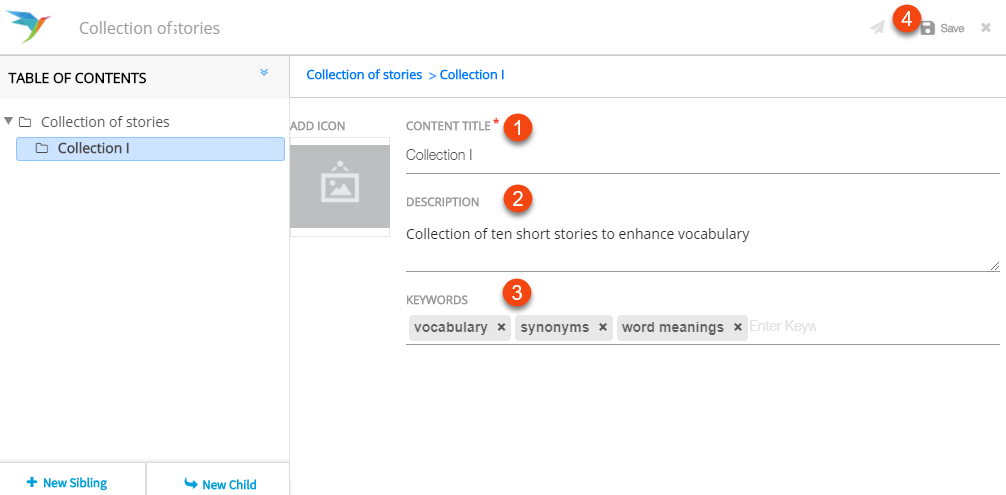 Collection of stories
4
Save
TABLE OF CONTENTS
Collection of stories > Collection I
Collection of stories
Collection I
ADD ICON
CONTENT TITLE *
1
Collection I
DESCRIPTION
2
Collection of ten short stories to enhance vocabulary
KEYWORDS
3
vocabulary × synonyms × word meanings × Enter Keyw
New Sibling
New Child